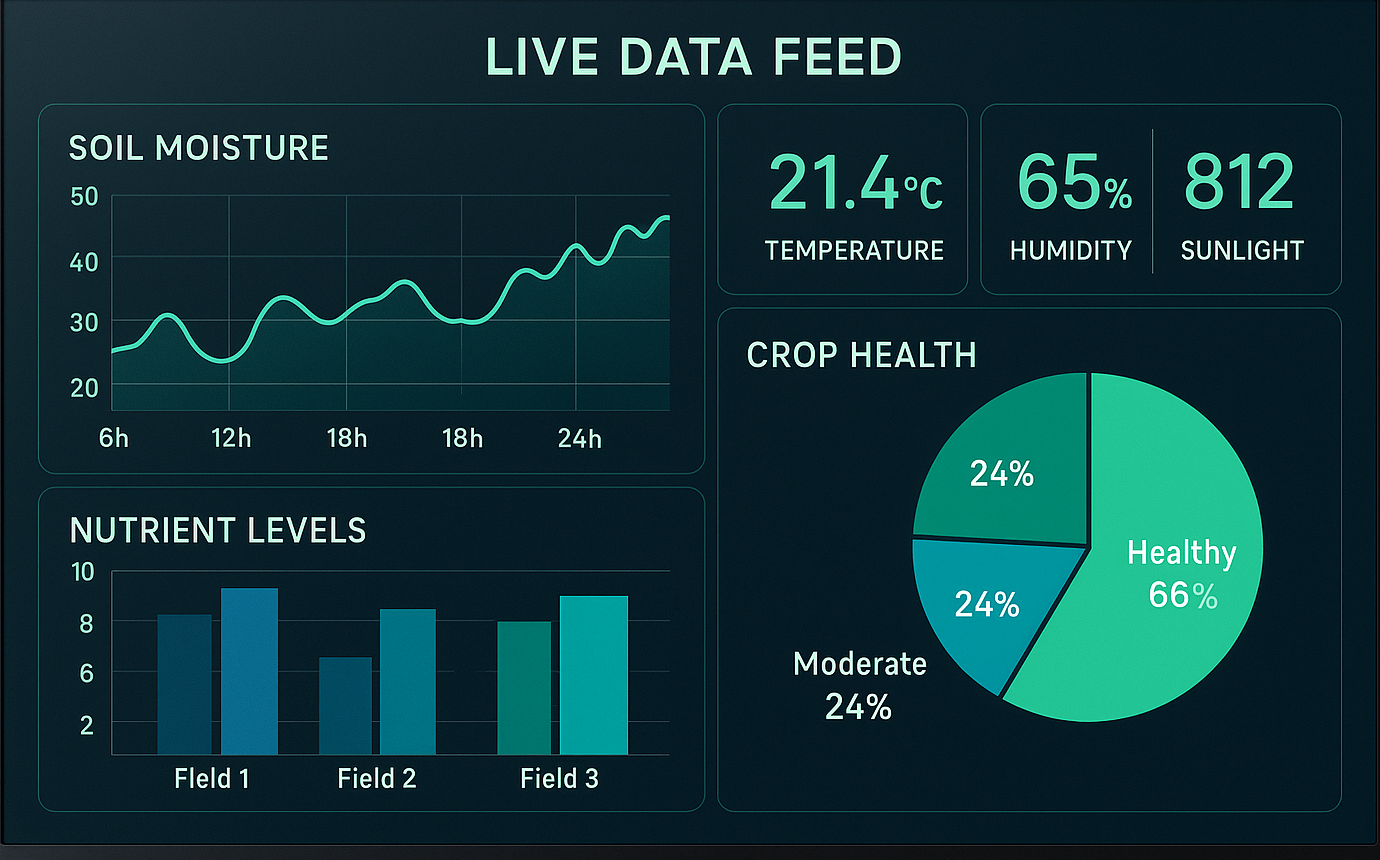 LIVE DATA FEED
SOIL MOISTURE
50
40
30
20
6h 12h 18h 18h 24h
21.4°C
TEMPERATURE
65%
HUMIDITY
812
SUNLIGHT
NUTRIENT LEVELS
10
8
6
2
Fleld 1 Field 2 Field 3
CROP HEALTH
24%
Healthy
66%
24%
Moderate
24%